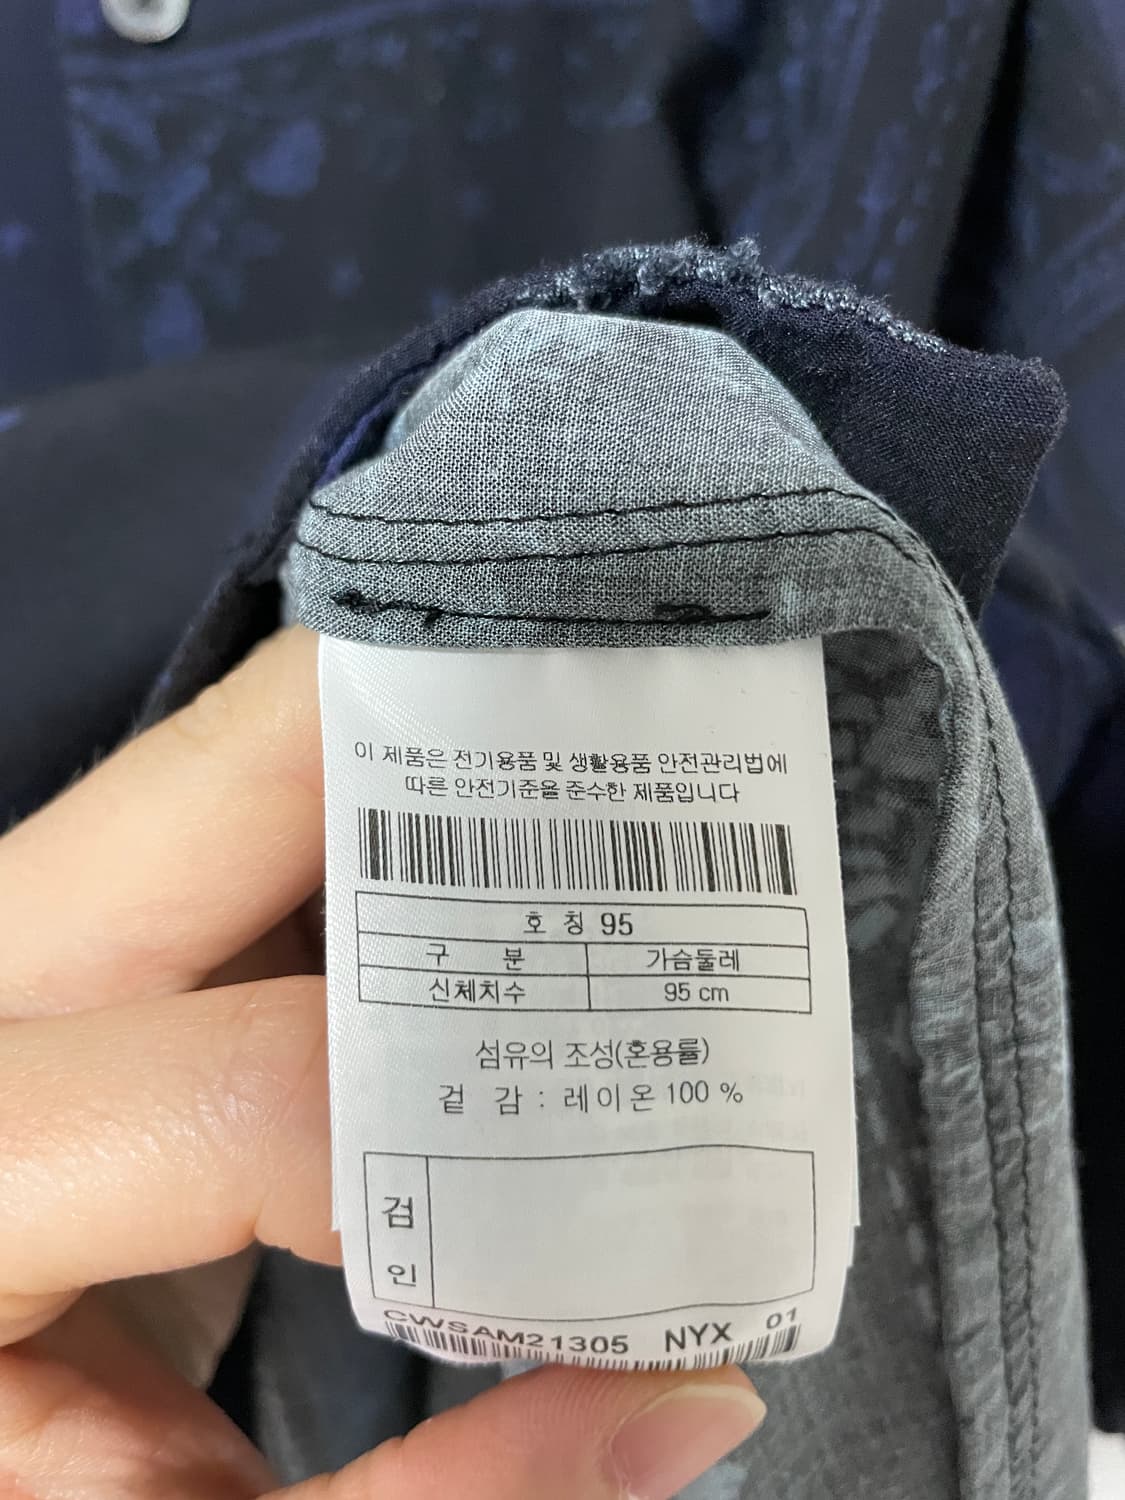 이 제품은 전기용품 및 생활용품 안전관리법에
따른 안전기준을 준수한 제품입니다
호 칭 95
구 분 가슴둘레
신체치수 95 cm
섬유의 조성(혼용률)
겉 감 : 레이온 100 %
검
인
CWSAM21305 NYX 01